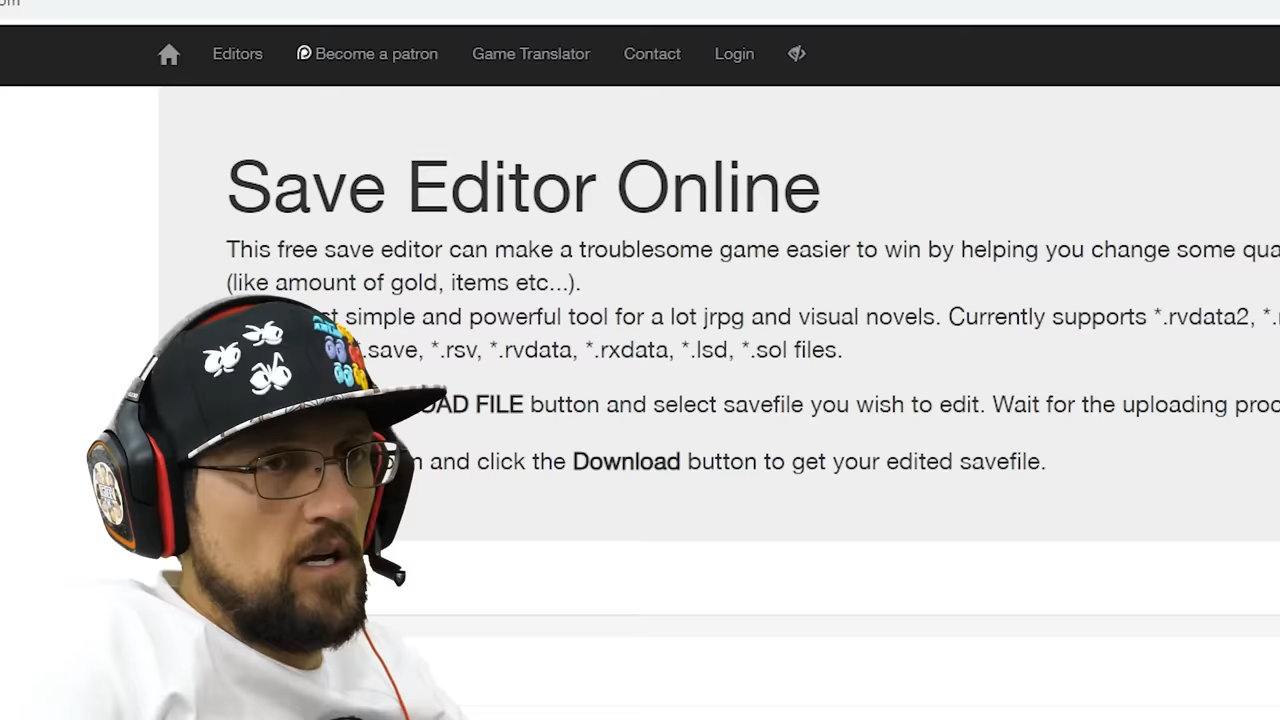 om
Editors Become a patron Game Translator Contact Login
Save Editor Online
This free save editor can make a troublesome game easier to win by helping you change some
(like amount of gold, items etc...).
simple and powerful tool for a lot jrpg and visual novels. Currently supports *.rvdata2,
.save, *.rsv, *.rvdata, *.rxdata, *.lsd, *.sol files.
FILE button and select savefile you wish to edit. Wait for the uploading
and click the Download button to get your edited savefile.